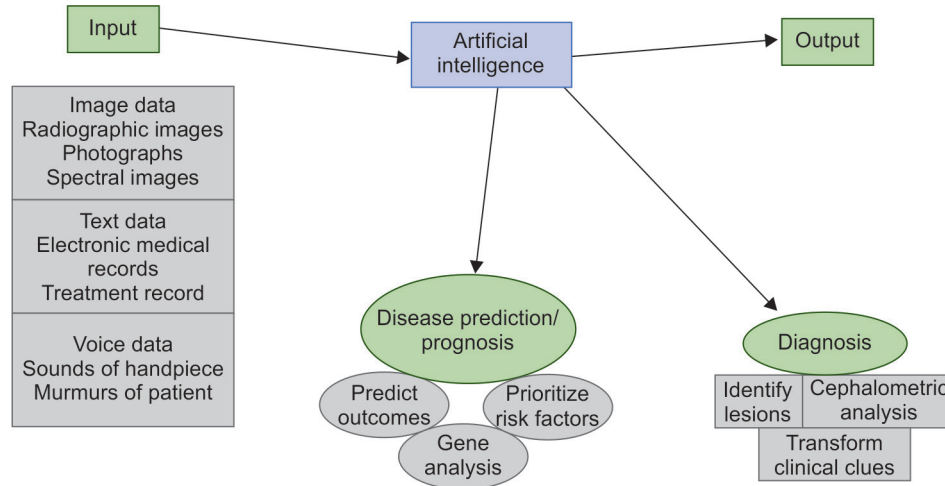 Input
Artificial
intelligence
Output
Image data
Radiographic images
Photographs
Spectral images
Text data
Electronic medical
records
Treatment record
Voice data
Sounds of handpiece
Murmurs of patient
Disease prediction/
prognosis
Predict
outcomes
Prioritize
risk factors
Gene
analysis
Diagnosis
Identify
lesions
Cephalometric
analysis
Transform
clinical clues